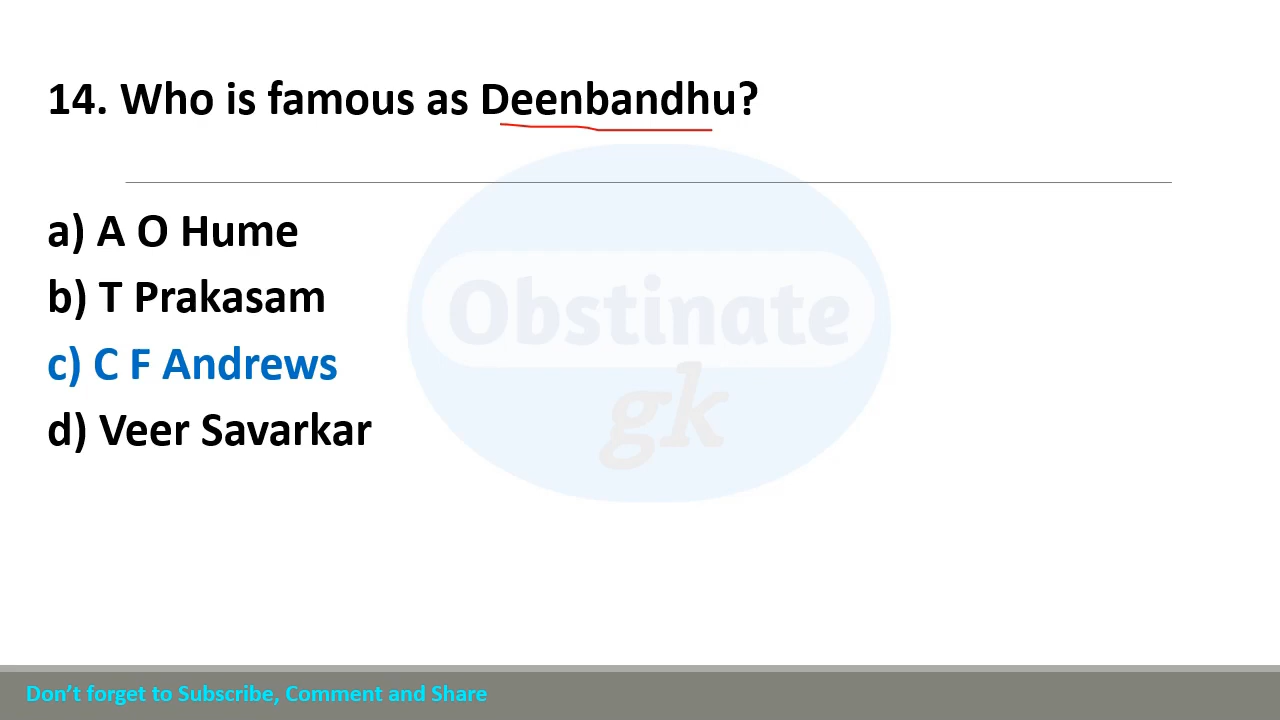 14. Who is famous as Deenbandhu?
a) A O Hume
b) T Prakasam
c) C F Andrews
d) Veer Savarkar
Obstinate
gk
Don't forget to Subscribe, Comment and Share